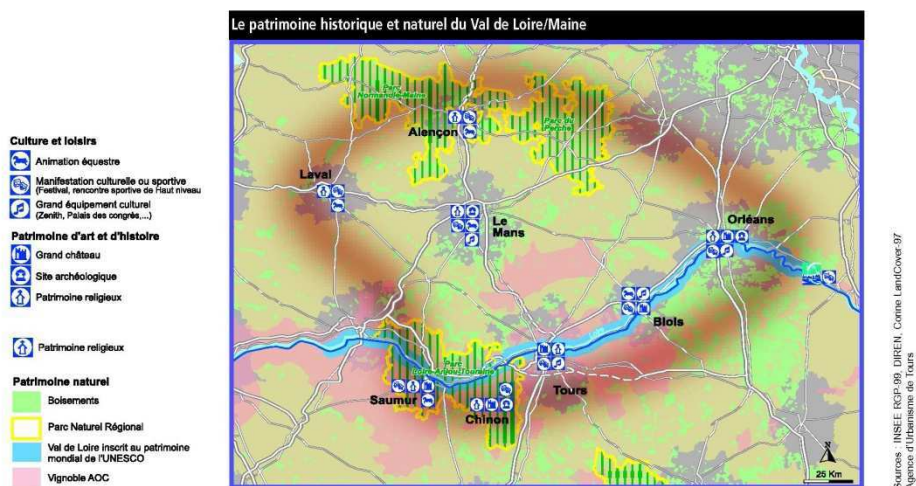 Le patrimoine historique et naturel du Val de Loire/Maine
Culture et loisirs
Animation équestre
Manifestation culturelle ou sportive
(Festival, rencontre sportive de Haut niveau
Grand équipement culturel
(Zenith, Palais des congrès,...)
Patrimoine d'art et d'histoire
Grand château
Site archéologique
Patrimoine religieux
Patrimoine religieux
Patrimoine naturel
Boisements
Parc Naturel Régional
Val de Loire inscrit au patrimoine
mondial de l'UNESCO
Vignoble AOC
Parc
Normandie-Maine
Alençon
Parc du
Perche
Laval
Le
Mans
Orléans
Blois
Parc
Loire-Anjou-Touraine
Saumur
Chinon
Tours
N
25 Km
Sources : INSEE RGP-99, DIREN, Corine LandCover-97
Agence d'Urbanisme de Tours